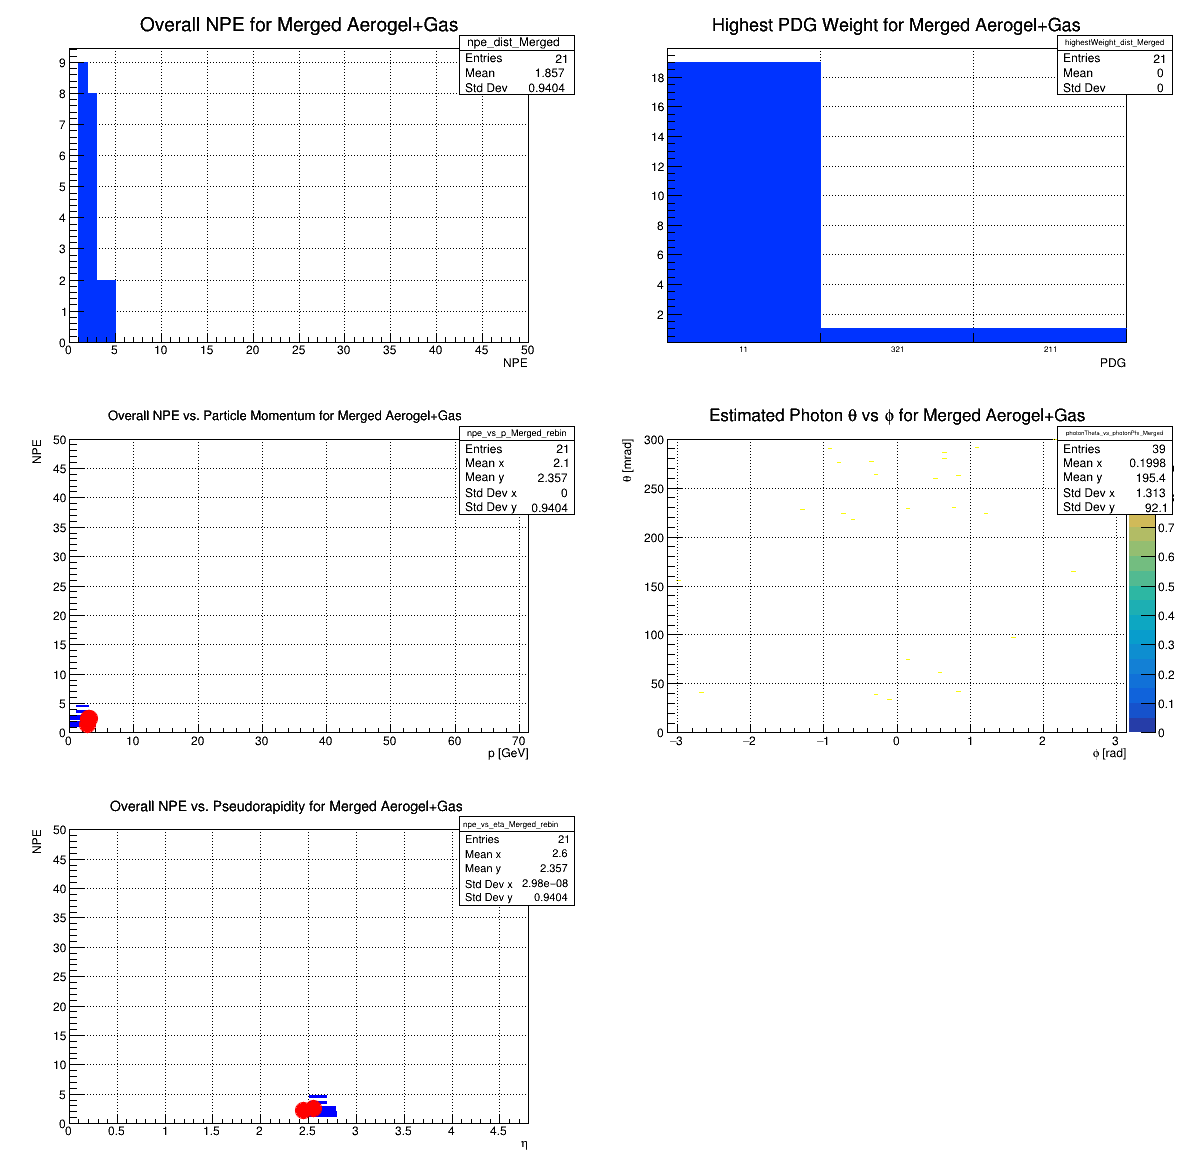 Overall NPE for Merged Aerogel+Gas
npe_dist_Merged
Entries 21
Mean 1.857
Std Dev 0.9404
9
8
7
6
5
4
3
2
1
0
0 5 10 15 20 25 30 35 40 45 50
NPE
Highest PDG Weight for Merged Aerogel+Gas
highestWeight_dist_Merged
Entries 21
Mean 0
Std Dev 0
18
16
14
12
10
8
6
4
2
11 321 211
PDG
Overall NPE vs. Particle Momentum for Merged Aerogel+Gas
npe_vs_p_Merged_rebin
Entries 21
Mean x 2.1
Mean y 2.357
Std Dev x 0
Std Dev y 0.9404
NPE
50
45
40
35
30
25
20
15
10
5
0
0 10 20 30 40 50 60 70
p [GeV]
Estimated Photon θ vs ϕ for Merged Aerogel+Gas
photonTheta_vs_photonPhi_Merged
Entries 39
Mean x 0.1998
Mean y 195.4
Std Dev x 1.313
Std Dev y 92.1
θ [mrad]
300
250
200
150
100
50
0
−3 −2 −1 0 1 2 3
ϕ [rad]
0.7
0.6
0.5
0.4
0.3
0.2
0.1
0
Overall NPE vs. Pseudorapidity for Merged Aerogel+Gas
npe_vs_eta_Merged_rebin
Entries 21
Mean x 2.6
Mean y 2.357
Std Dev x 2.98e−08
Std Dev y 0.9404
NPE
50
45
40
35
30
25
20
15
10
5
0
0 0.5 1 1.5 2 2.5 3 3.5 4 4.5
η